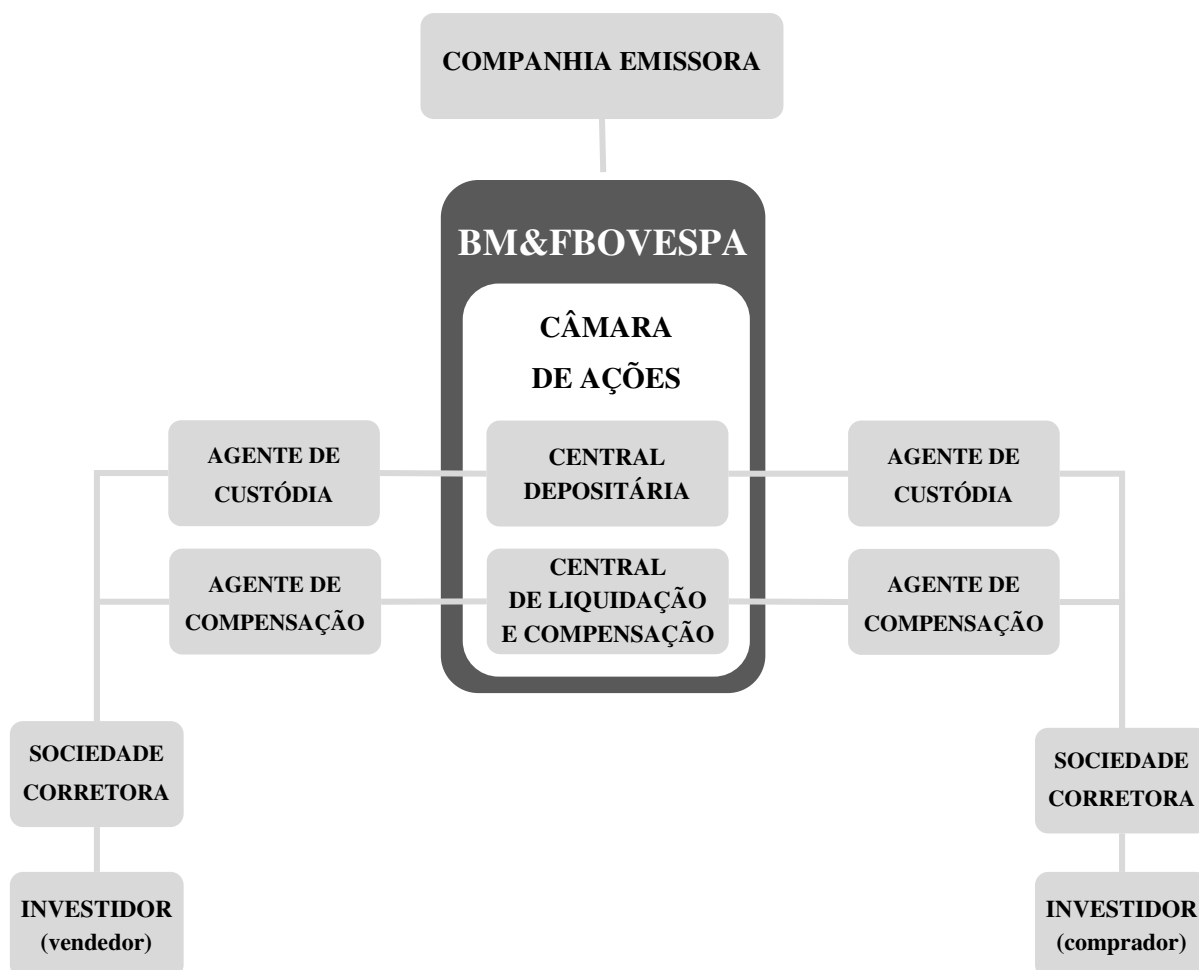 COMPANHIA EMISSORA
BM&FBOVESPA
CÂMARA
DE AÇÕES
AGENTE DE
CUSTÓDIA
CENTRAL
DEPOSITÁRIA
AGENTE DE
CUSTÓDIA
AGENTE DE
COMPENSAÇÃO
CENTRAL
DE LIQUIDAÇÃO
E COMPENSAÇÃO
AGENTE DE
COMPENSAÇÃO
SOCIEDADE
CORRETORA
SOCIEDADE
CORRETORA
INVESTIDOR
(vendedor)
INVESTIDOR
(comprador)